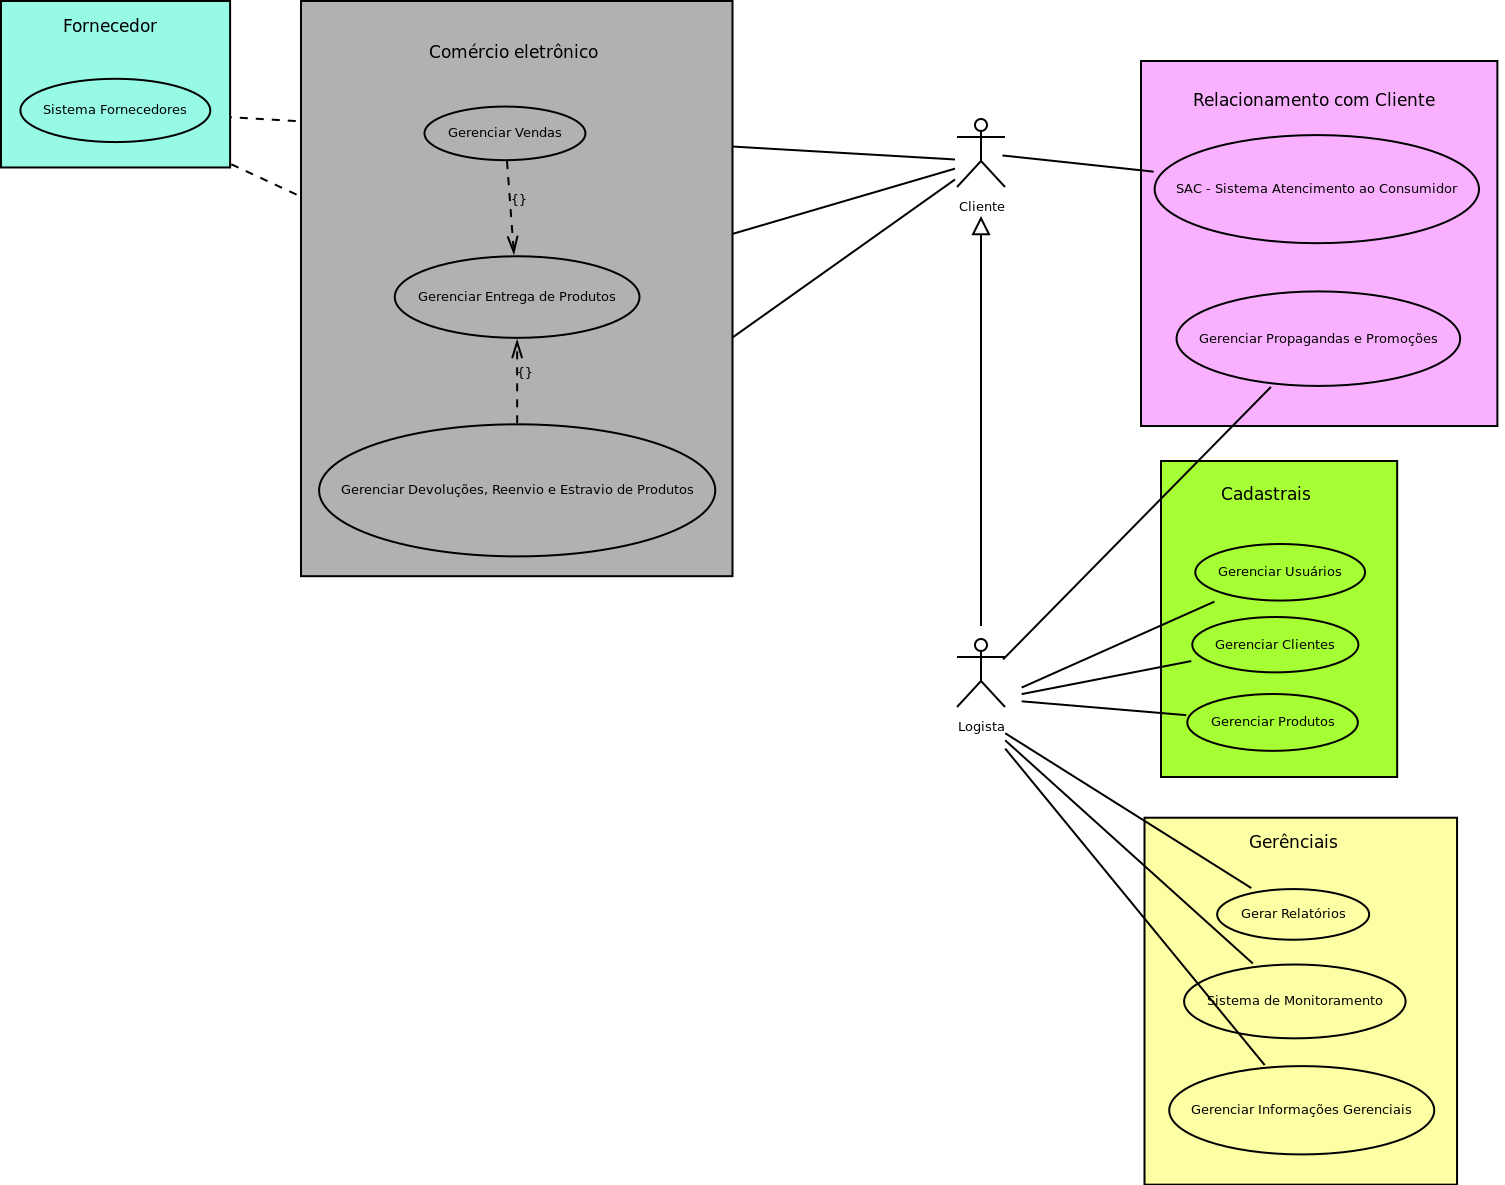 Fornecedor
Sistema Fornecedores
Comércio eletrônico
Gerenciar Vendas
{}
Gerenciar Entrega de Produtos
{}
Gerenciar Devoluções, Reenvio e Estravio de Produtos
Cliente
Relacionamento com Cliente
SAC - Sistema Atencimento ao Consumidor
Gerenciar Propagandas e Promoções
Cadastrais
Gerenciar Usuários
Gerenciar Clientes
Gerenciar Produtos
Logista
Gerênciais
Gerar Relatórios
Sistema de Monitoramento
Gerenciar Informações Gerenciais